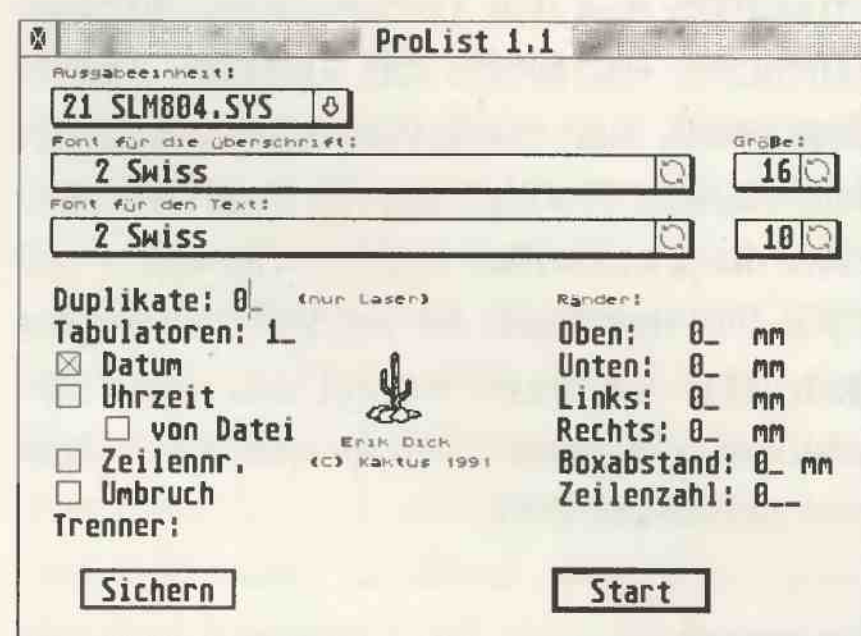 ProList 1.1
Ausgabeeinheit:
21 SLM804.SYS
Font für die Überschrift:
Größe:
2 Swiss
16
Font für den Text:
2 Swiss
10
Duplikate: 0_ (nur Laser)
Tabulatoren: 1_
Datum
Uhrzeit
von Datei
Zeilennr.
Umbruch
Trenner:
Erik Dick
(C) Kaktus 1991
Ränder:
Oben: 0_ mm
Unten: 0_ mm
Links: 0_ mm
Rechts: 0_ mm
Boxabstand: 0_ mm
Zeilenzahl: 0__
Sichern
Start